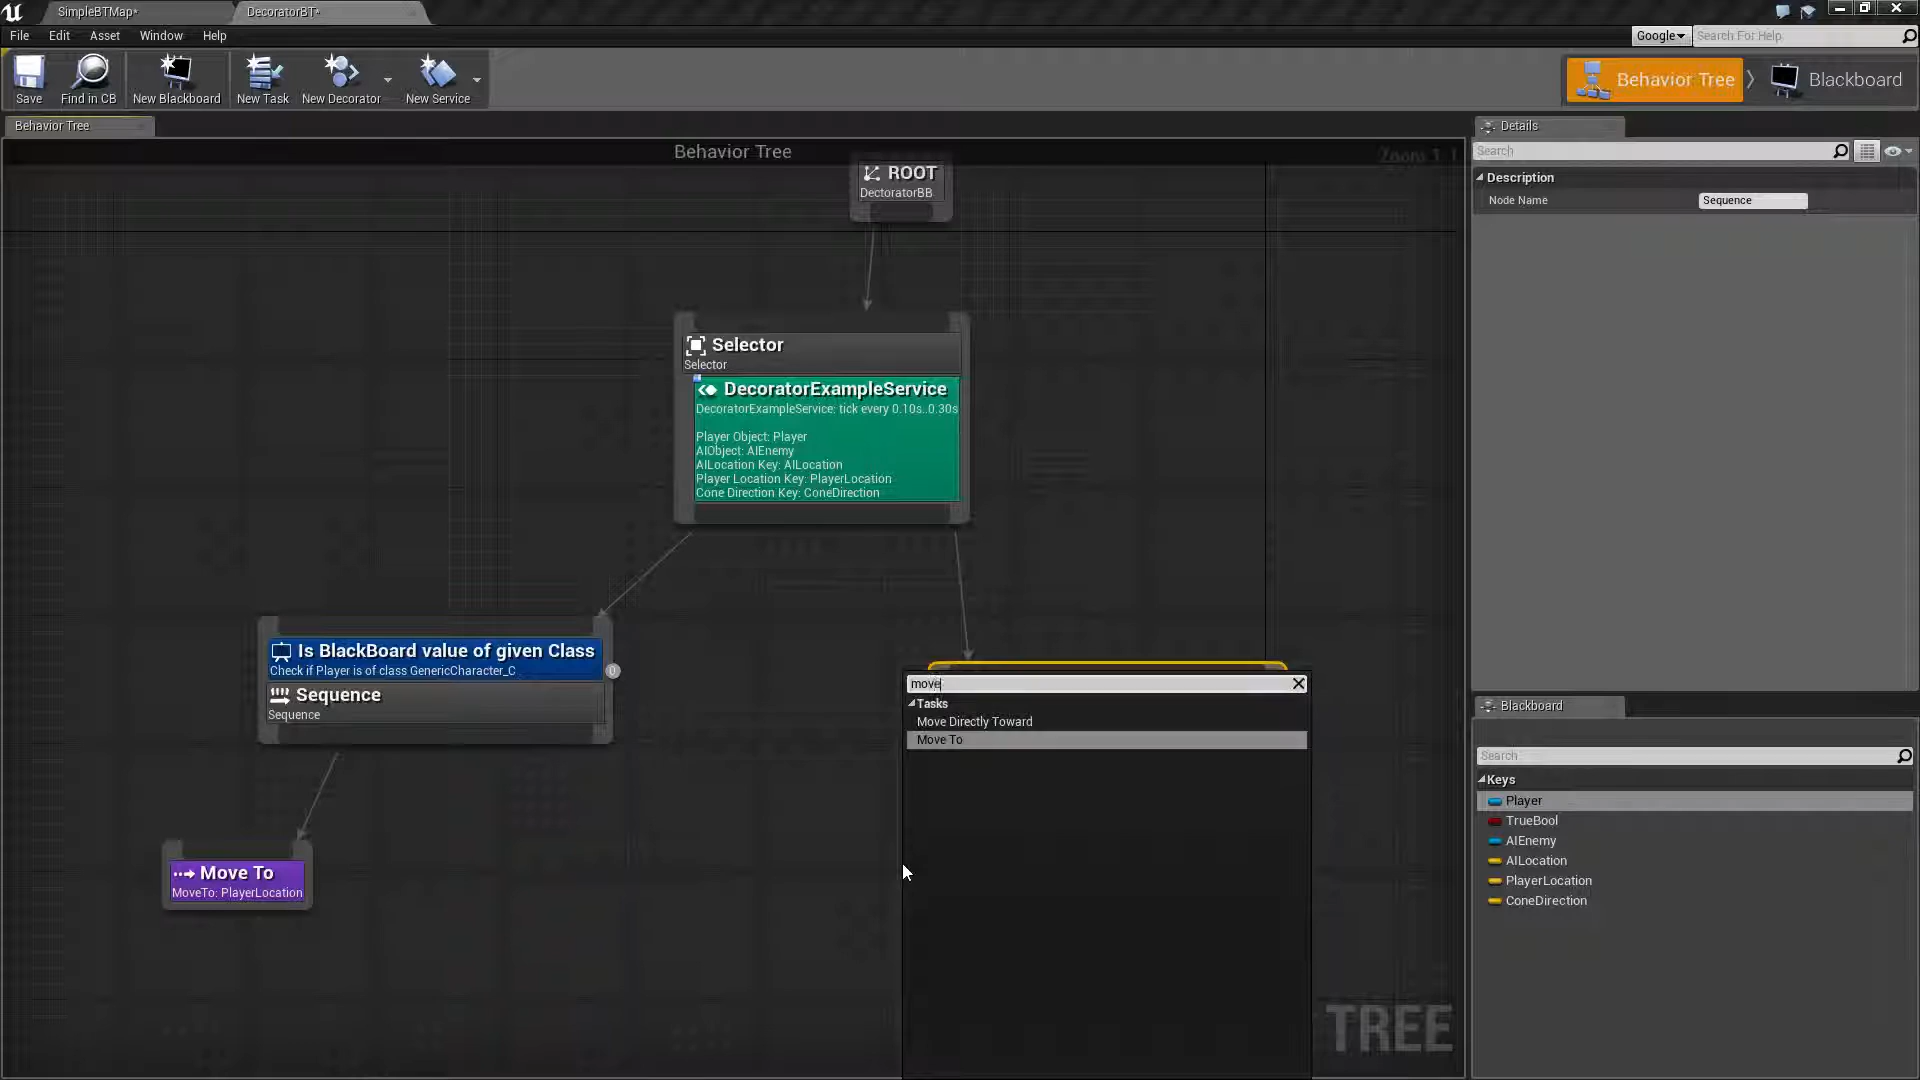 SimpleBTMap*
DecoratorBT*
File Edit Asset Window Help
Google
Search For Help
Save
Find in CB
New Blackboard
New Task
New Decorator
New Service
Behavior Tree
Blackboard
Behavior Tree
Behavior Tree
ROOT
DectoratorBB
Selector
Selector
DecoratorExampleService
DecoratorExampleService: tick every 0.10s..0.30s
Player Object: Player
AIObject: AIEnemy
AILocation Key: AILocation
Player Location Key: PlayerLocation
Cone Direction Key: ConeDirection
Is BlackBoard value of given Class
Check if Player is of class GenericCharacter_C
0
Sequence
Sequence
Move To
MoveTo: PlayerLocation
move
Tasks
Move Directly Toward
Move To
TREE
Details
Search
Description
Node Name
Sequence
Blackboard
Search
Keys
Player
TrueBool
AIEnemy
AILocation
PlayerLocation
ConeDirection